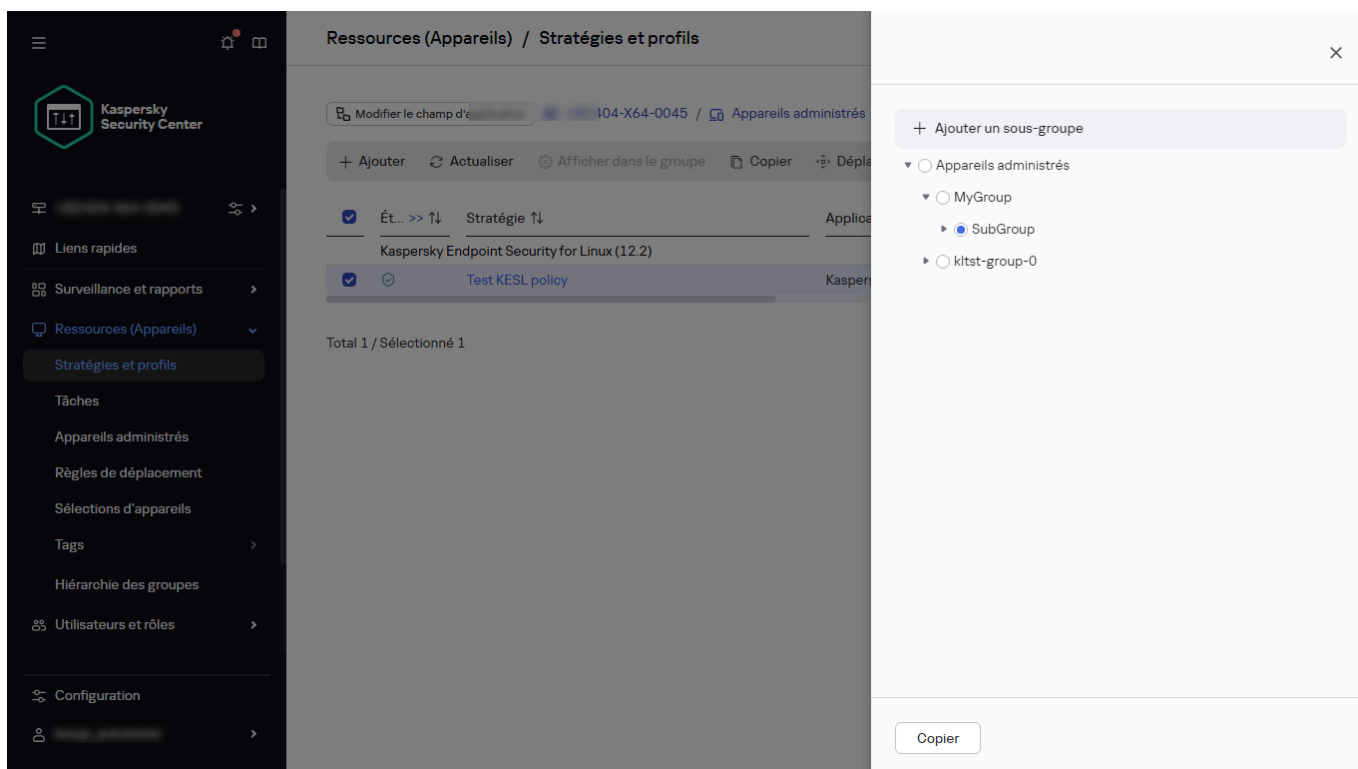 Ressources (Appareils) / Stratégies et profils
Kaspersky
Security Center
Modifier le champ
404-X64-0045 / Appareils administrés
+ Ajouter un sous-groupe
+ Ajouter Actualiser Afficher dans le groupe Copier Dépla
Appareils administrés
MyGroup
SubGroup
kltst-group-0
Ét... >> Stratégie Applica
Kaspersky Endpoint Security for Linux (12.2)
Test KESL policy Kaspers
Total 1 / Sélectionné 1
Liens rapides
Surveillance et rapports
Ressources (Appareils)
Stratégies et profils
Tâches
Appareils administrés
Règles de déplacement
Sélections d'appareils
Tags
Hiérarchie des groupes
Utilisateurs et rôles
Configuration
Copier